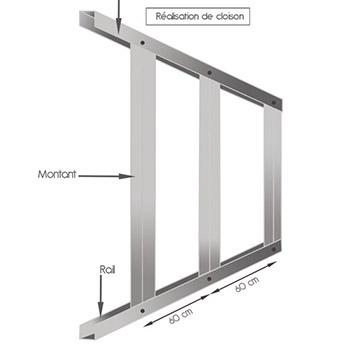 Réalisation de cloison
Montant
Rail
60 cm
60 cm